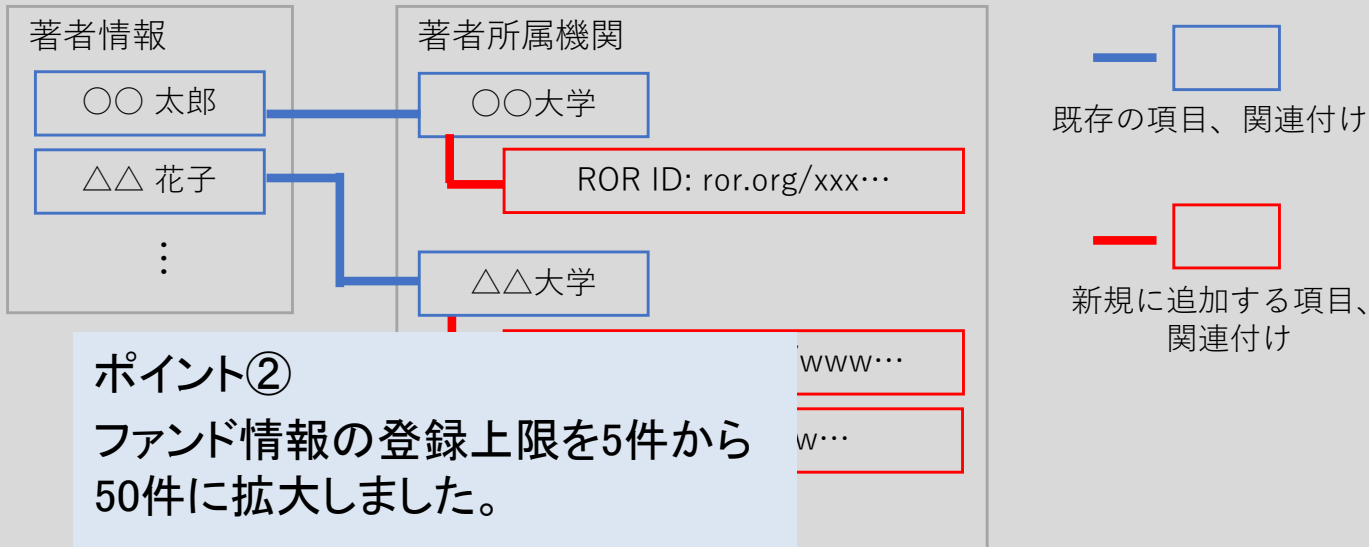 著者情報
○○ 太郎
△△ 花子
⋮
著者所属機関
○○大学
ROR ID: ror.org/xxx…
△△大学
/www…
w…
既存の項目、関連付け
新規に追加する項目、
関連付け
ポイント②
ファンド情報の登録上限を5件から
50件に拡大しました。